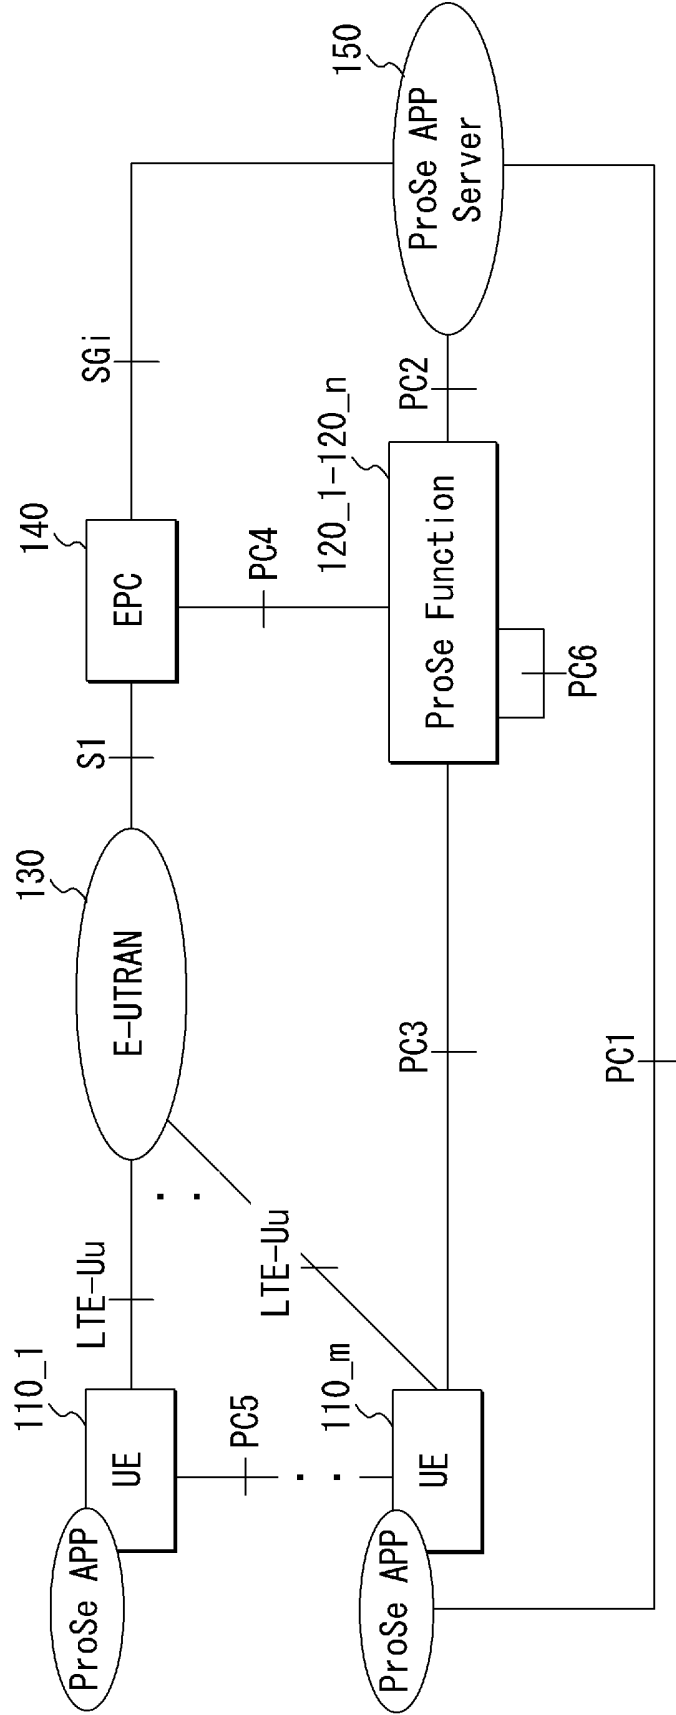 110_1
ProSe APP
UE
LTE-Uu
130
E-UTRAN
S1
140
EPC
SGi
PC5
LTE-Uu
PC4
110_m
ProSe APP
UE
PC3
120_1-120_n
ProSe Function
PC6
PC2
150
ProSe APP
Server
PC1